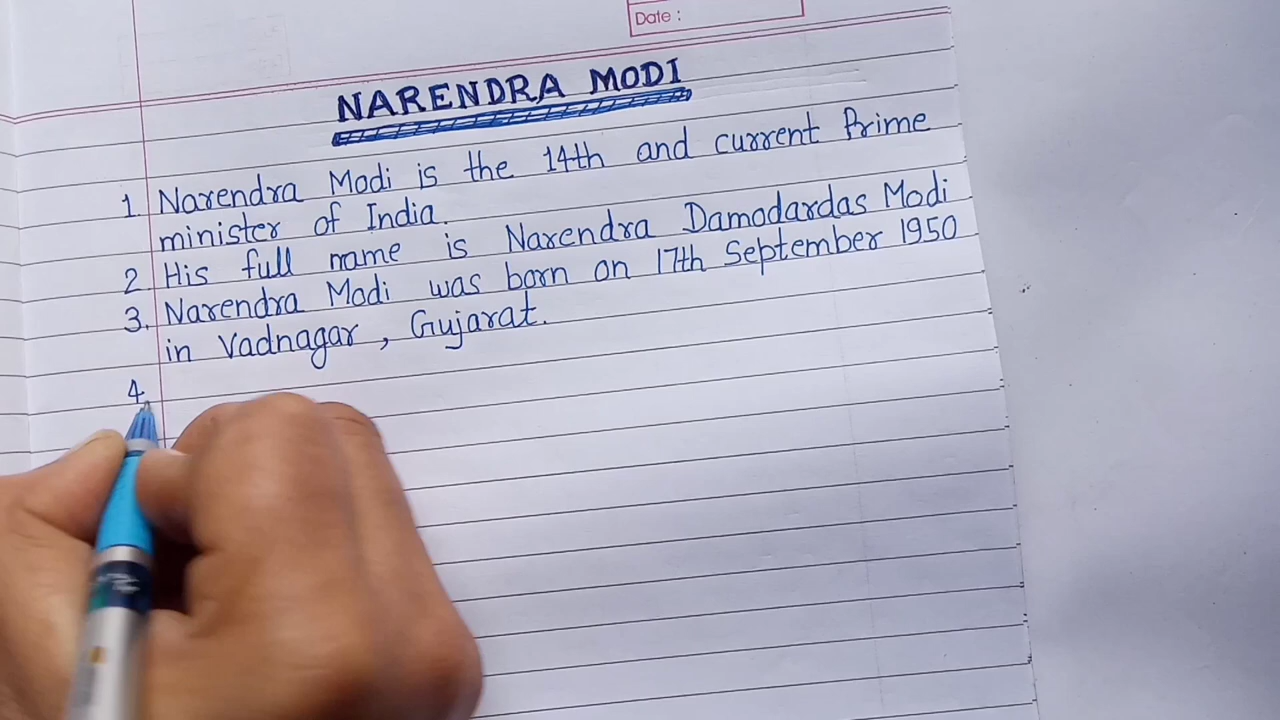 Date :
NARENDRA MODI
1. Narendra Modi is the 14th and current Prime
minister of India.
2. His full name is Narendra Damodardas Modi
3. Narendra Modi was born on 17th September 1950
in Vadnagar , Gujarat.
4.